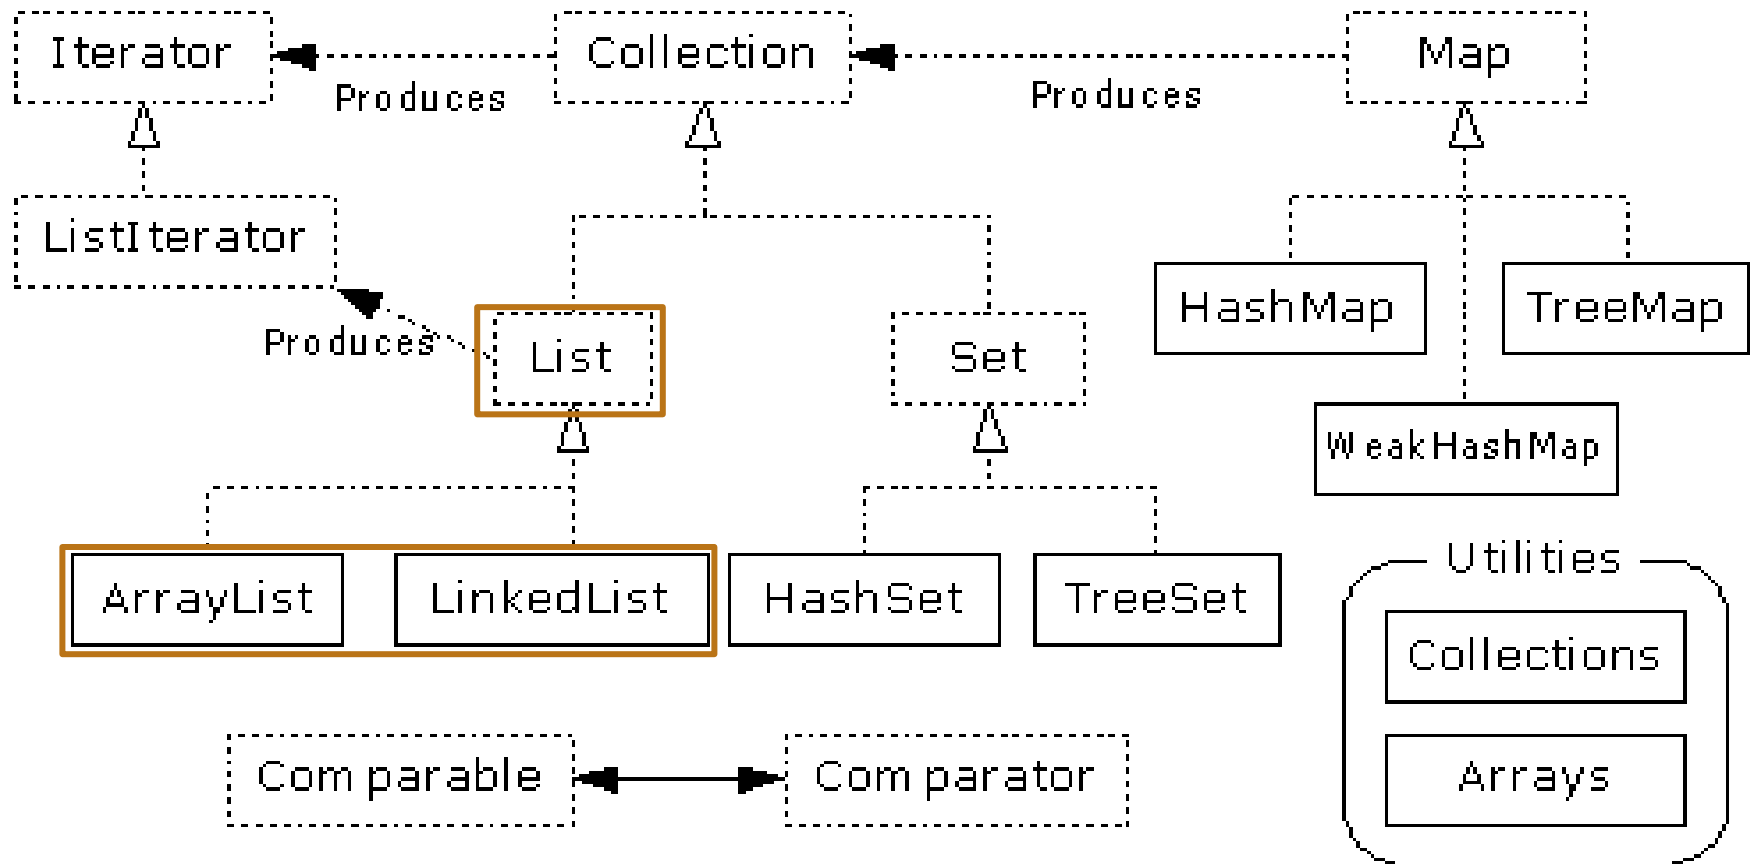 Iterator
Collection
Map
Produces
Produces
ListIterator
HashMap
TreeMap
Produces
List
Set
WeakHashMap
Utilities
ArrayList
LinkedList
HashSet
TreeSet
Collections
Comparable
Comparator
Arrays